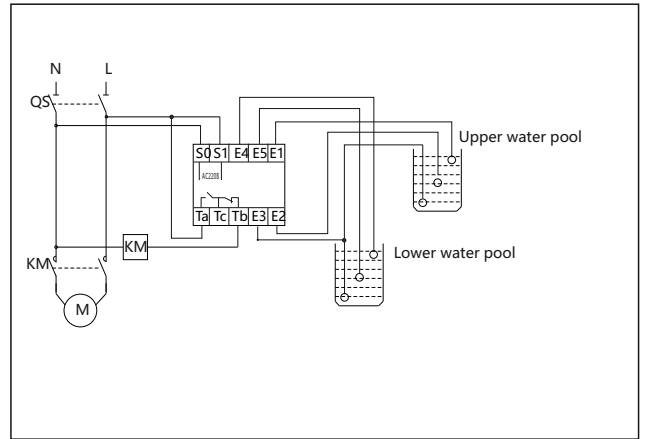 N L
QS
S0 S1 E4 E5 E1
AC220B
Ta Tc Tb E3 E2
Upper water pool
KM
Lower water pool
KM
M